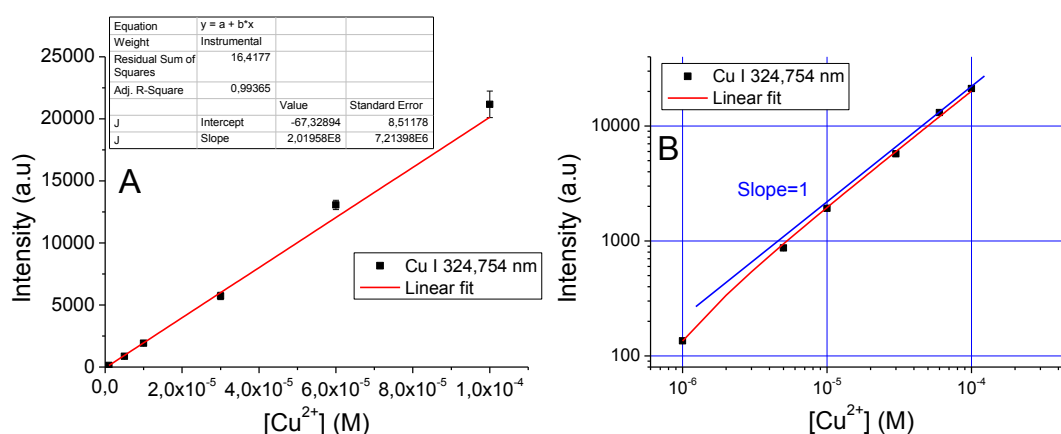 Equation y = a + b*x
Weight Instrumental
Residual Sum of Squares 16,4177
Adj. R-Square 0,99365
Value Standard Error
J Intercept -67,32894 8,51178
J Slope 2,01958E8 7,21398E6
25000
20000
15000
10000
5000
0
Intensity (a.u)
A
Cu I 324,754 nm
Linear fit
0,0 2,0x10⁻⁵ 4,0x10⁻⁵ 6,0x10⁻⁵ 8,0x10⁻⁵ 1,0x10⁻⁴
[Cu²⁺] (M)
Cu I 324,754 nm
Linear fit
B
Slope=1
10000
1000
100
Intensity (a.u)
10⁻⁶ 10⁻⁵ 10⁻⁴
[Cu²⁺] (M)